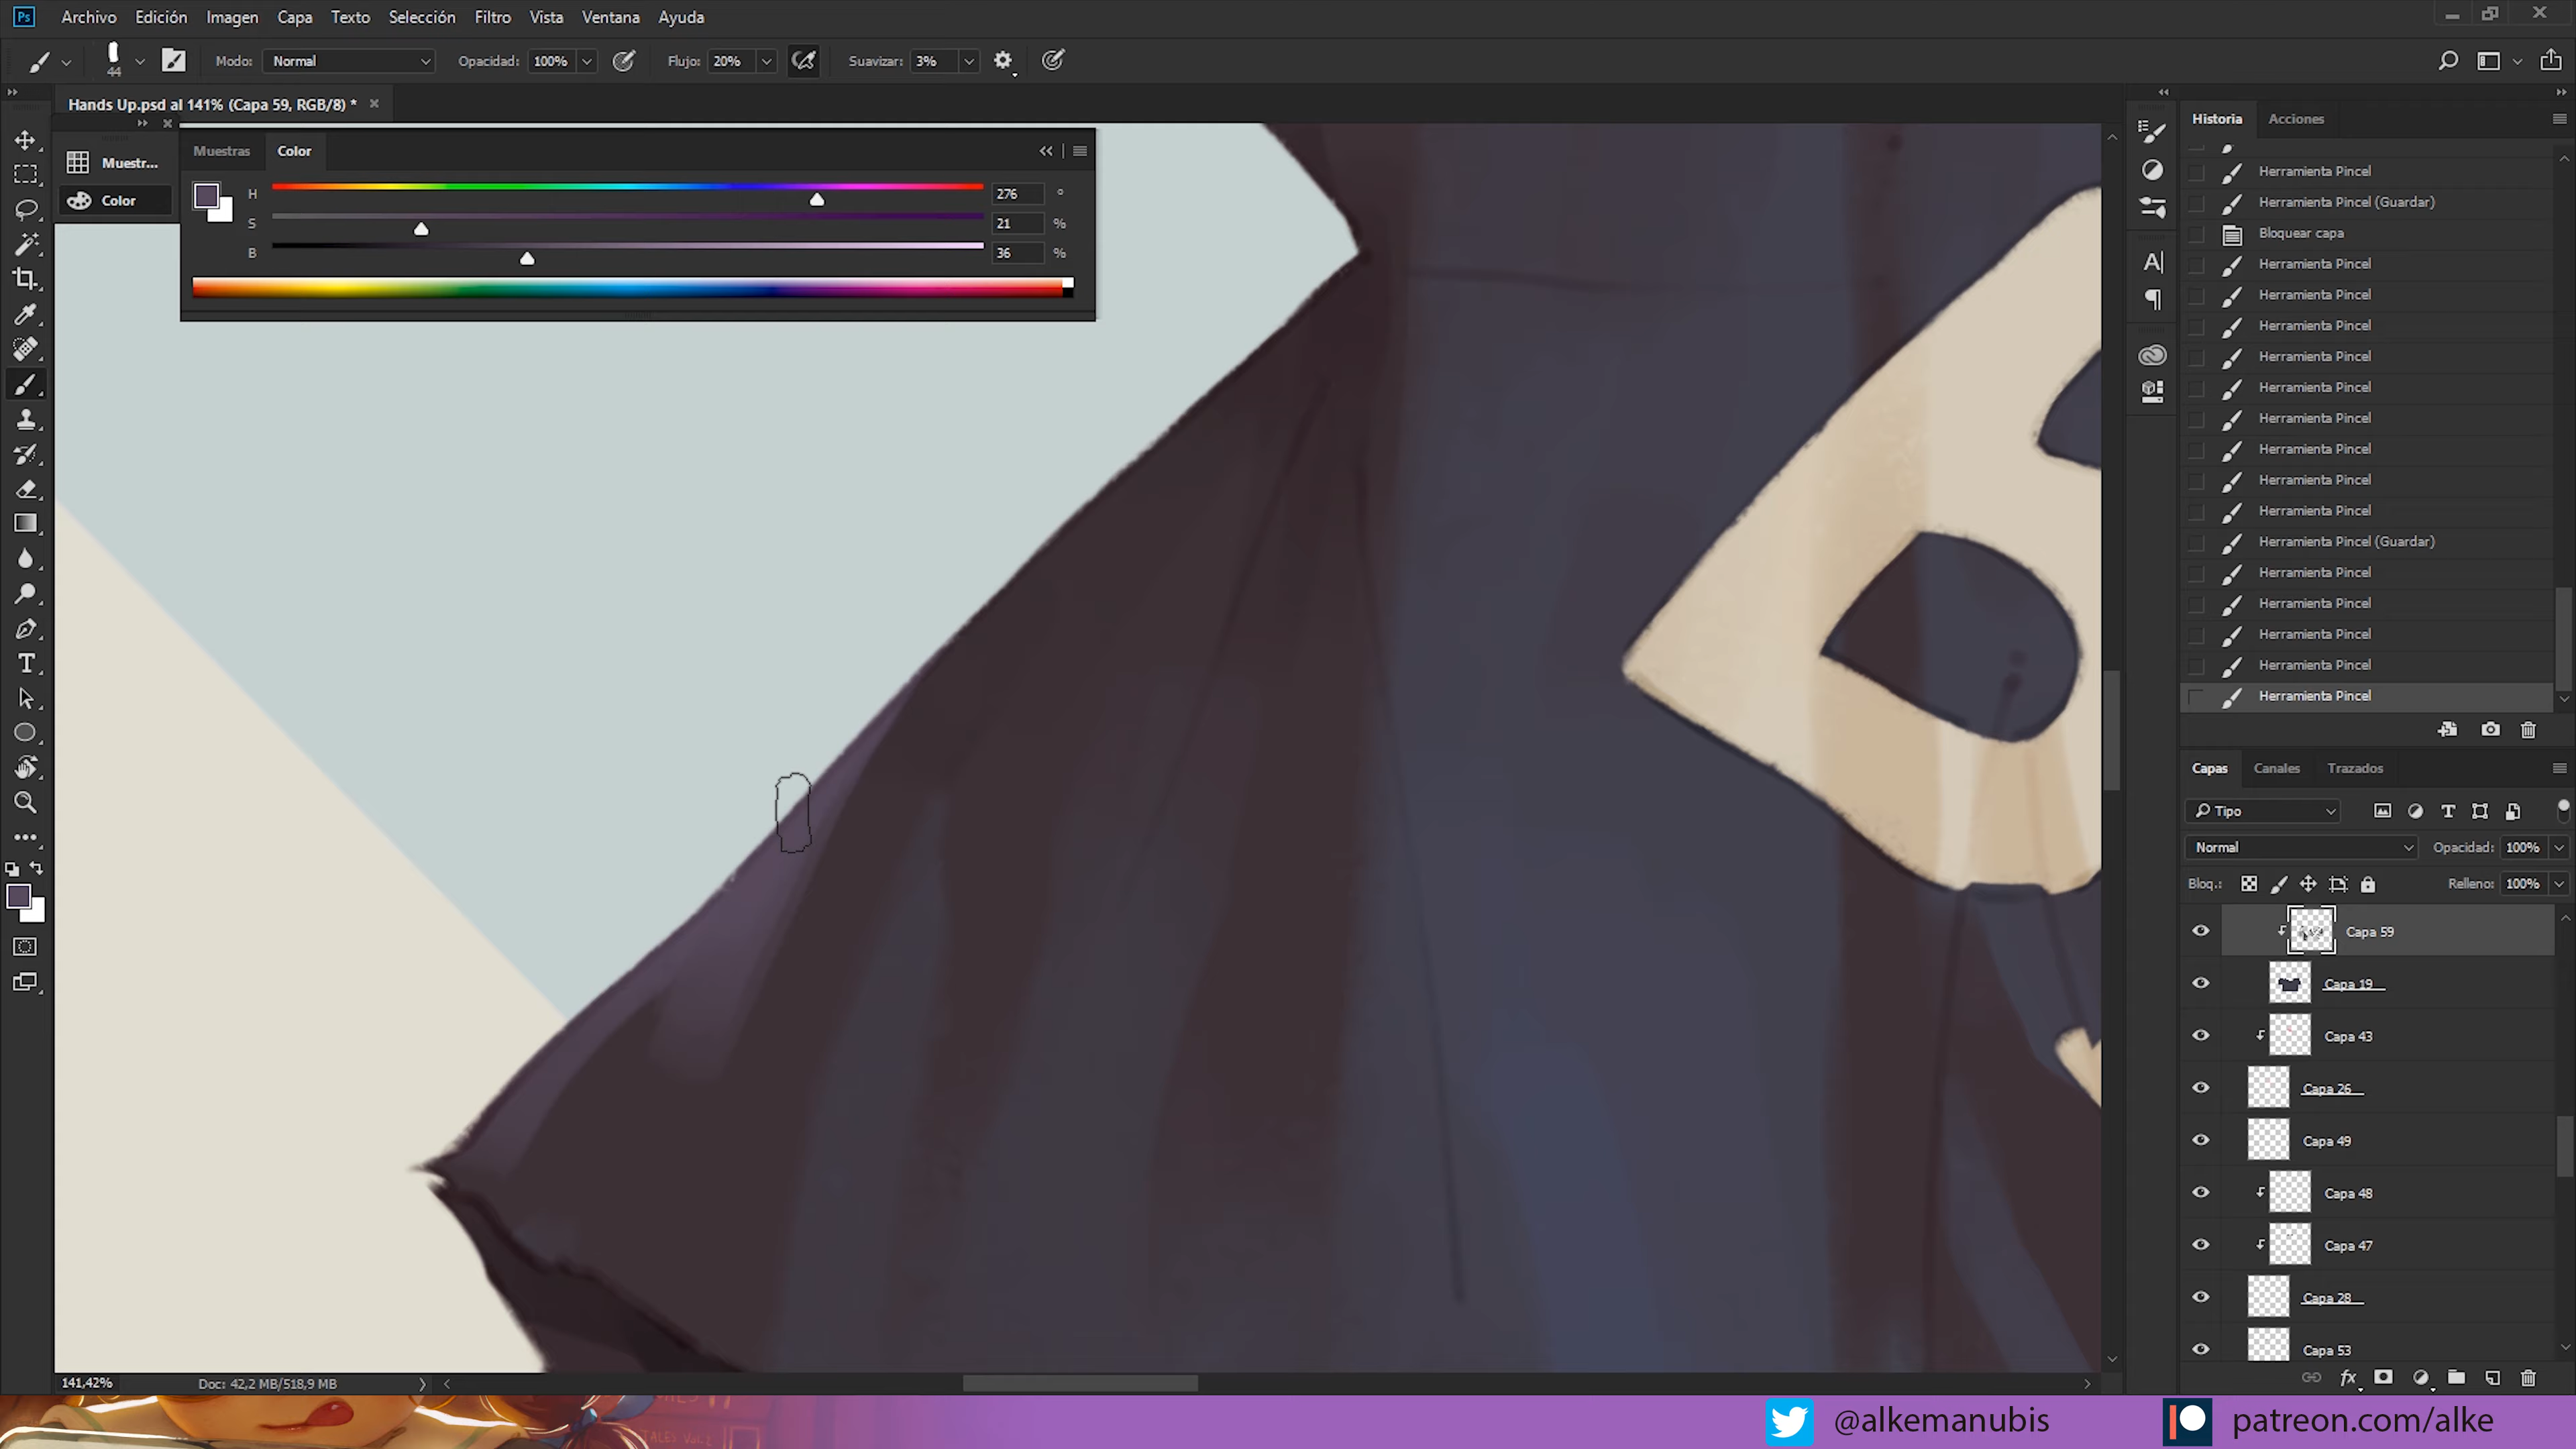 Ps Archivo Edición Imagen Capa Texto Selección Filtro Vista Ventana Ayuda
44 Modo: Normal Opacidad: 100% Flujo: 20% Suavizar: 3%
Hands Up.psd al 141% (Capa 59, RGB/8) *
Muestr...
Color
Muestras Color
H 276 °
S 21 %
B 36 %
Historia Acciones
Herramienta Pincel
Herramienta Pincel (Guardar)
Bloquear capa
Herramienta Pincel
Herramienta Pincel
Herramienta Pincel
Herramienta Pincel
Herramienta Pincel
Herramienta Pincel
Herramienta Pincel
Herramienta Pincel
Herramienta Pincel
Herramienta Pincel (Guardar)
Herramienta Pincel
Herramienta Pincel
Herramienta Pincel
Herramienta Pincel
Herramienta Pincel
Capas Canales Trazados
Tipo
Normal Opacidad: 100%
Bloq.: Relleno: 100%
Capa 59
Capa 19
Capa 43
Capa 26
Capa 49
Capa 48
Capa 47
Capa 28
Capa 53
141,42% Doc: 42,2 MB/518,9 MB
@alkemanubis patreon.com/alke